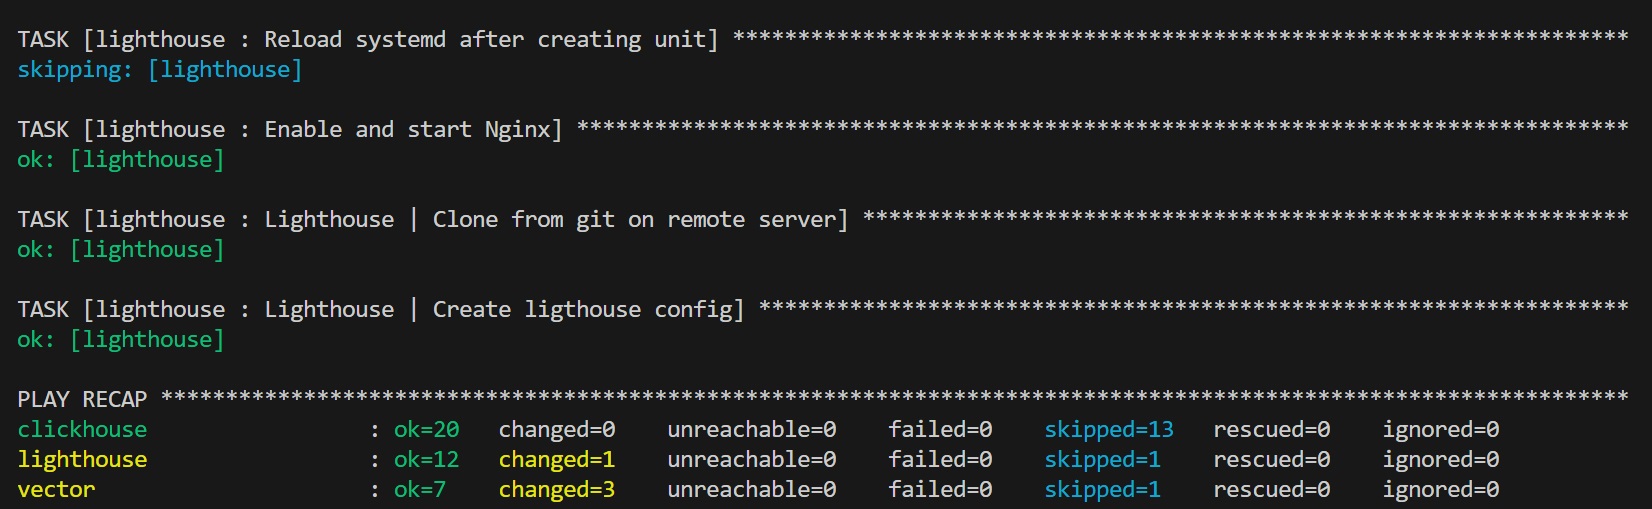 TASK [lighthouse : Reload systemd after creating unit] *********************************************************************
skipping: [lighthouse]
TASK [lighthouse : Enable and start Nginx] *********************************************************************************
ok: [lighthouse]
TASK [lighthouse : Lighthouse | Clone from git on remote server] ***********************************************************
ok: [lighthouse]
TASK [lighthouse : Lighthouse | Create ligthouse config] *******************************************************************
ok: [lighthouse]
PLAY RECAP *****************************************************************************************************************
clickhouse                 : ok=20   changed=0    unreachable=0    failed=0    skipped=13   rescued=0    ignored=0
lighthouse                 : ok=12   changed=1    unreachable=0    failed=0    skipped=1    rescued=0    ignored=0
vector                     : ok=7    changed=3    unreachable=0    failed=0    skipped=1    rescued=0    ignored=0